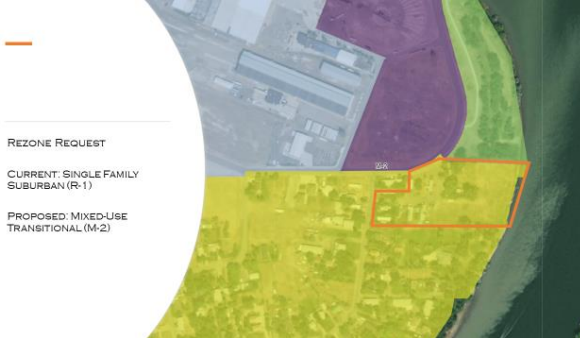 REZONE REQUEST
CURRENT: SINGLE FAMILY
SUBURBAN (R-1)
PROPOSED: MIXED-USE
TRANSITIONAL (M-2)